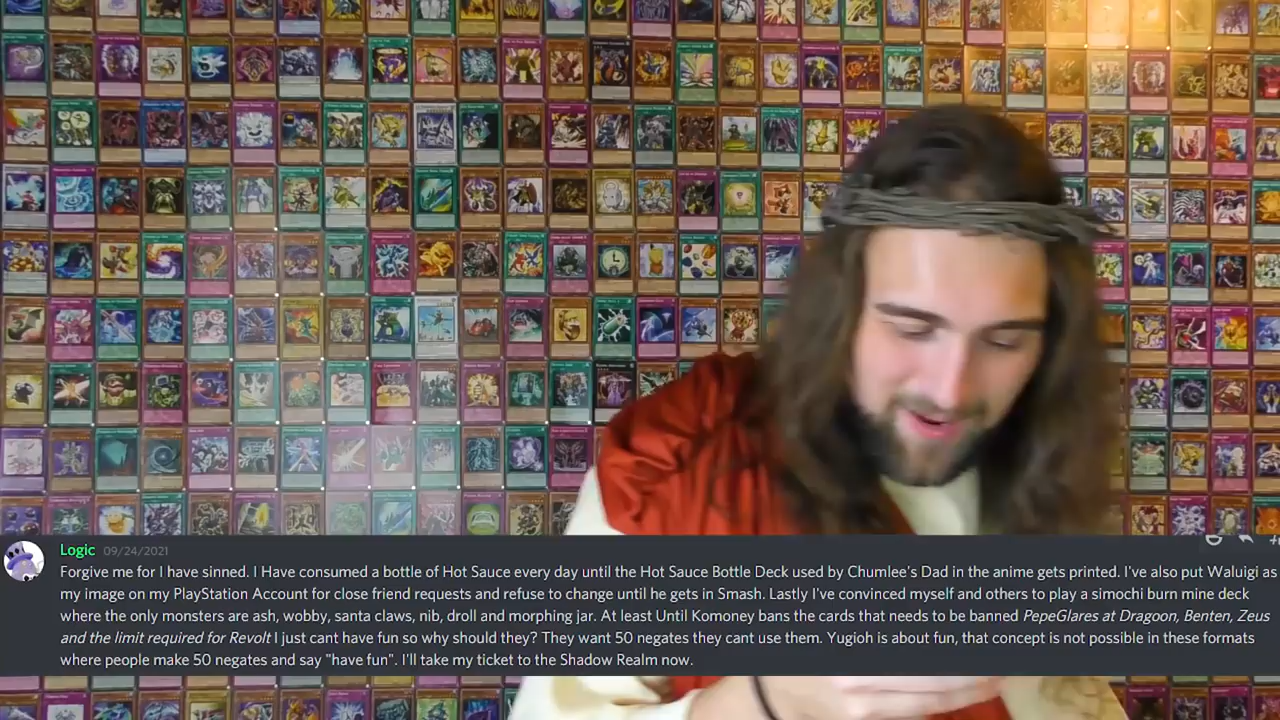 Logic 09/24/2021
Forgive me for I have sinned. I Have consumed a bottle of Hot Sauce every day until the Hot Sauce Bottle Deck used by Chumlee's Dad in the anime gets printed. I've also put Waluigi as
my image on my PlayStation Account for close friend requests and refuse to change until he gets in Smash. Lastly I've convinced myself and others to play a simochi burn mine deck
where the only monsters are ash, wobby, santa claws, nib, droll and morphing jar. At least Until Komoney bans the cards that needs to be banned PepeGlares at Dragoon, Benten, Zeus
and the limit required for Revolt I just cant have fun so why should they? They want 50 negates they cant use them. Yugioh is about fun, that concept is not possible in these formats
where people make 50 negates and say "have fun". I'll take my ticket to the Shadow Realm now.